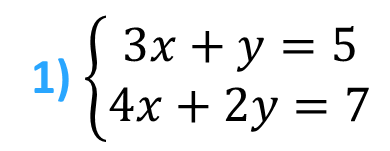 1) { 3x + y = 5
4x + 2y = 7